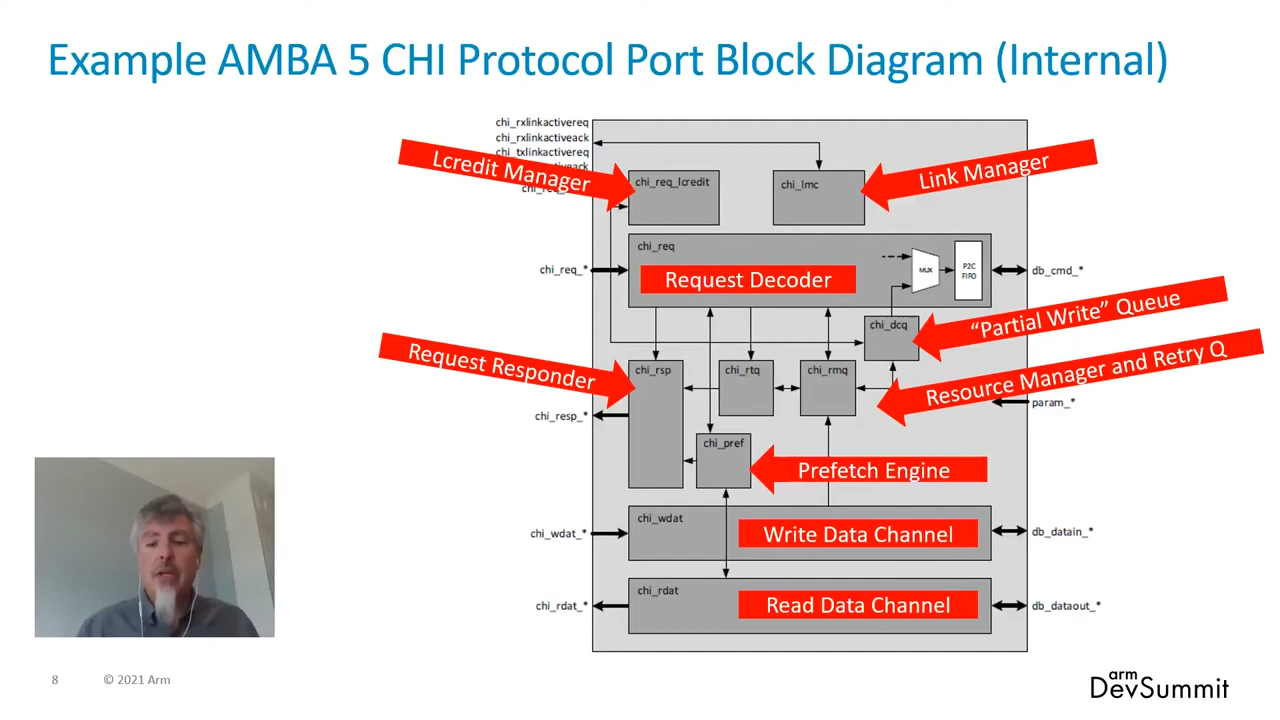 Example AMBA 5 CHI Protocol Port Block Diagram (Internal)
chi_rxlinkactivereq
chi_rxlinkactiveack
chi_txlinkactivereq
Lcredit Manager
chi_req_lcredit
chi_lmc
Link Manager
chi_req
Request Decoder
MUX
P2C
FIFO
chi_req_*
db_cmd_*
chi_dcq
"Partial Write" Queue
Request Responder
chi_rsp
chi_rtq
chi_rmq
Resource Manager and Retry Q
param_*
chi_resp_*
chi_pref
Prefetch Engine
chi_wdat
Write Data Channel
chi_wdat_*
db_datain_*
chi_rdat
Read Data Channel
chi_rdat_*
db_dataout_*
8
© 2021 Arm
arm
DevSummit